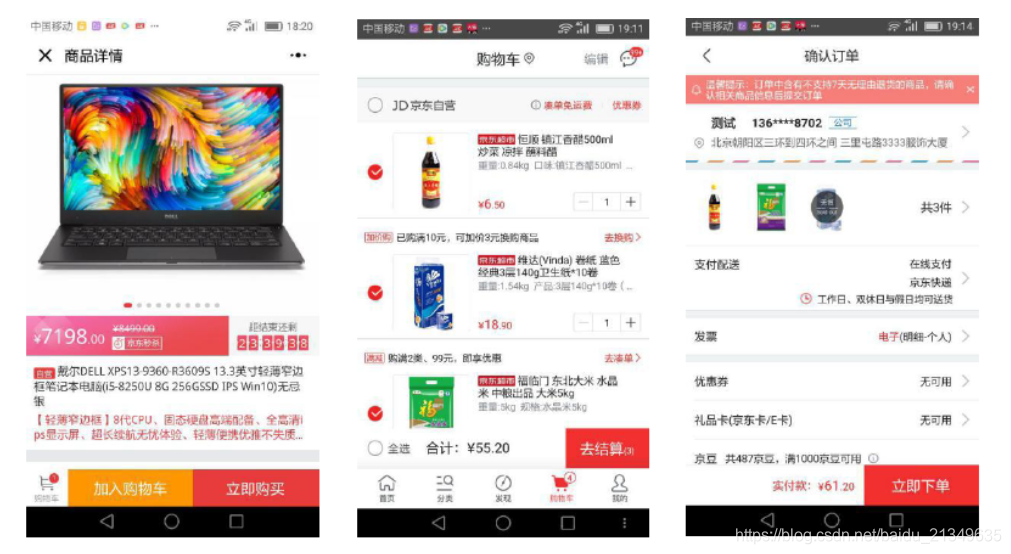 中国移动 18:20
商品详情
DELL
¥7198.00 ¥8499.00
京东秒杀
距结束还剩
23:39:38
自营 戴尔DELL XPS13-9360-R3609S 13.3英寸轻薄窄边
框笔记本电脑(i5-8250U 8G 256GSSD IPS Win10)无忌
银
【轻薄窄边框】8代CPU、固态硬盘高端配备、全高清i
ps显示屏、超长续航无忧体验、轻薄便携优雅不失质...
购物车
加入购物车
立即购买
中国移动 19:11
购物车 编辑 99+
JD 京东自营 凑单免运费 优惠券
京东超市 恒顺 镇江香醋500ml
炒菜 凉拌 蘸料醋
重量:0.84kg 口味:镇江香醋500ml ...
¥6.50 1
加价购 已购满10元，可加价3元换购商品 去换购
京东超市 维达(Vinda) 卷纸 蓝色
经典3层140g卫生纸*10卷
重量:1.54kg 产品:3层140g*10卷 (...
¥18.90 1
满减 购满2类、99元，即享优惠 去凑单
京东超市 福临门 东北大米 水晶
米 中粮出品 大米5kg
重量:5kg 规格:水晶米5kg
全选 合计：¥55.20 去结算(3)
首页 分类 发现 购物车 4 我的
中国移动 19:14
确认订单
温馨提示：订单中含有不支持7天无理由退货的商品，请确
认相关商品信息后提交订单
测试 136****8702 公司
北京朝阳区三环到四环之间 三里屯路3333服饰大厦
共3件
支付配送 在线支付
京东快递
工作日、双休日与假日均可送货
发票 电子(明细-个人)
优惠券 无可用
礼品卡(京东卡/E卡) 无可用
京豆 共487京豆，满1000京豆可用
实付款：¥61.20 立即下单
https://blog.csdn.net/baidu_21349635